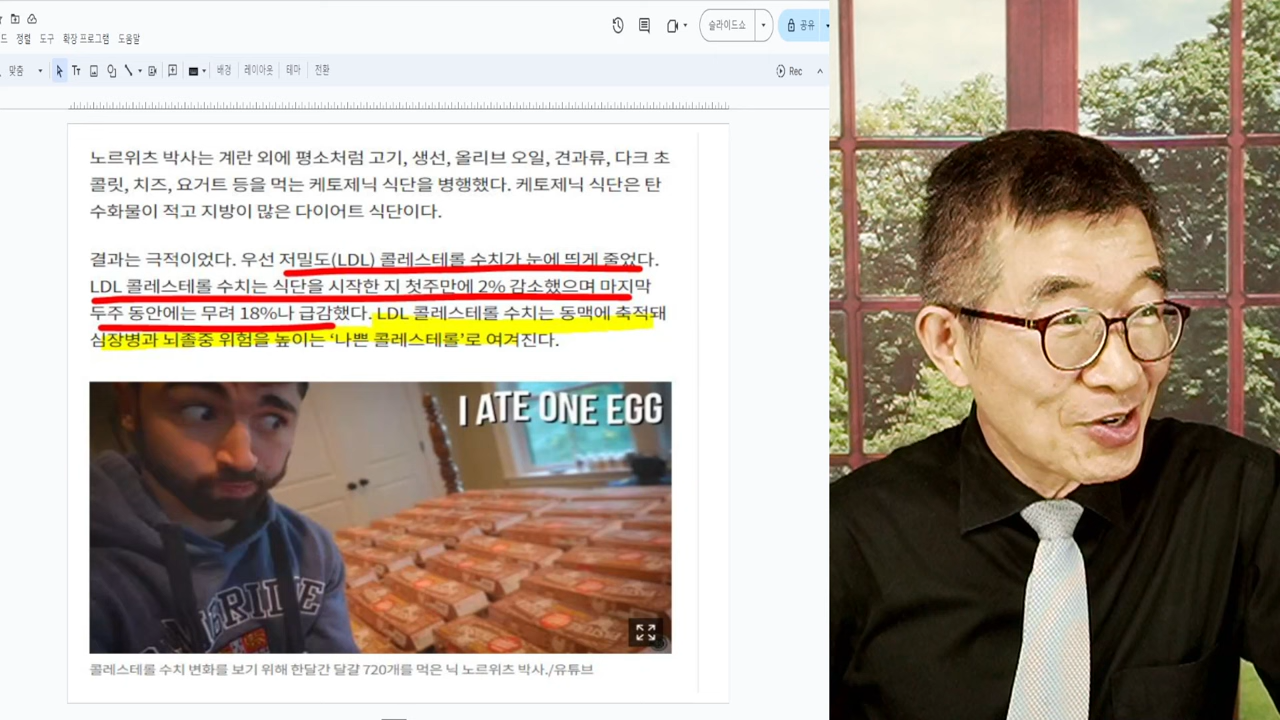 정렬 도구 확장 프로그램 도움말
슬라이드쇼
공유
맞춤
Tт
배경 레이아웃 테마 전환
Rec
노르위츠 박사는 계란 외에 평소처럼 고기, 생선, 올리브 오일, 견과류, 다크 초
콜릿, 치즈, 요거트 등을 먹는 케토제닉 식단을 병행했다. 케토제닉 식단은 탄
수화물이 적고 지방이 많은 다이어트 식단이다.
결과는 극적이었다. 우선 저밀도(LDL) 콜레스테롤 수치가 눈에 띄게 줄었다.
LDL 콜레스테롤 수치는 식단을 시작한 지 첫주만에 2% 감소했으며 마지막
두주 동안에는 무려 18%나 급감했다. LDL 콜레스테롤 수치는 동맥에 축적돼
심장병과 뇌졸중 위험을 높이는 ‘나쁜 콜레스테롤’로 여겨진다.
I ATE ONE EGG
콜레스테롤 수치 변화를 보기 위해 한달간 달걀 720개를 먹은 닉 노르위츠 박사./유튜브